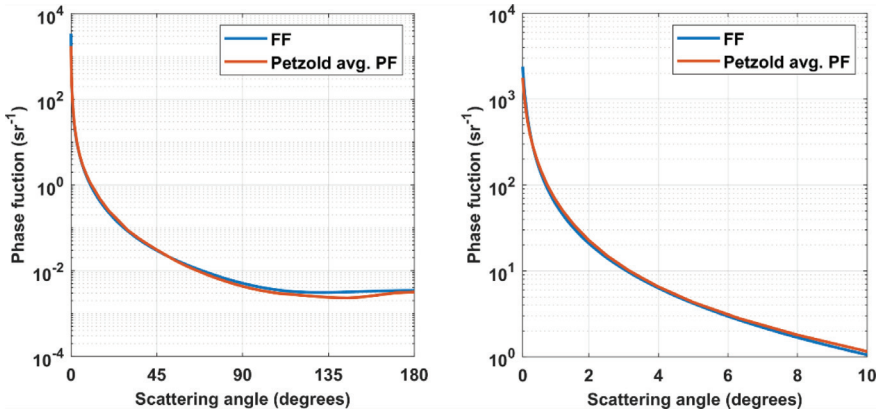 10^4
10^2
10^0
10^-2
10^-4
Phase fuction (sr^-1)
FF
Petzold avg. PF
0
45
90
135
180
Scattering angle (degrees)
10^4
10^3
10^2
10^1
10^0
Phase fuction (sr^-1)
FF
Petzold avg. PF
0
2
4
6
8
10
Scattering angle (degrees)